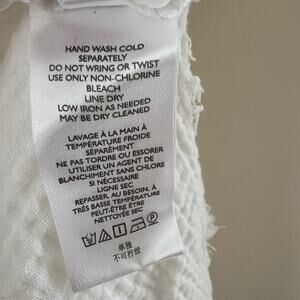 HAND WASH COLD
SEPARATELY
DO NOT WRING OR TWIST
USE ONLY NON-CHLORINE
BLEACH
LINE DRY
LOW IRON AS NEEDED
MAY BE DRY CLEANED
LAVAGE À LA MAIN À
TEMPÉRATURE FROIDE
SÉPARÉMENT
NE PAS TORDRE OU ESSORER
UTILISER UN AGENT DE
BLANCHIMENT SANS CHLORE
SI NÉCESSAIRE
LIGNE SEC
REPASSER, AU BESOIN, À
TRÈS BASSE TEMPÉRATURE
PEUT-ÊTRE ÊTRE
NETTOYÉE SEC
单独
不可拧绞